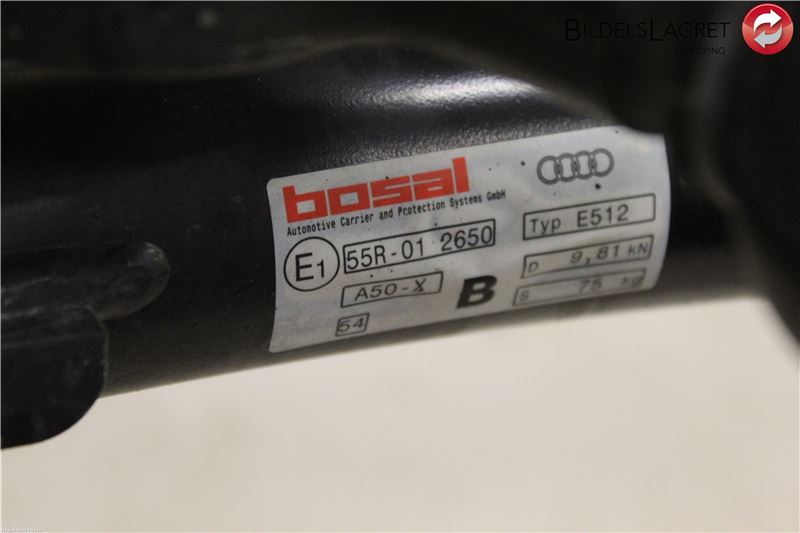 BILDELSLAGRET
LIDKÖPING
bosal
Automotive Carrier and Protection Systems GmbH
E1 55R-01 2650
Typ E512
A50-X
B
D 9,81 kN
S 75 kg
54